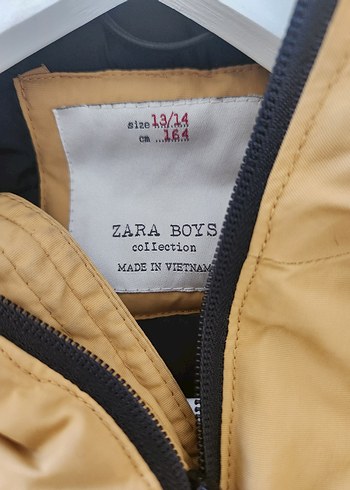 size 13/14
cm ...164
ZARA BOYS
collection
MADE IN VIETNAM